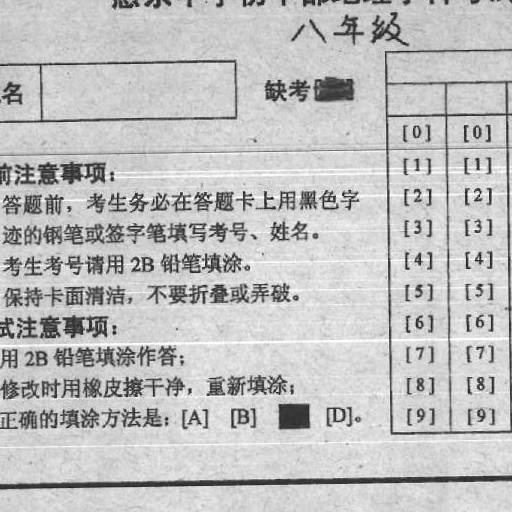 八年级
名
缺考
前注意事项：
答题前，考生务必在答题卡上用黑色字
迹的钢笔或签字笔填写考号、姓名。
考生考号请用 2B 铅笔填涂。
保持卡面清洁，不要折叠或弄破。
试注意事项：
用 2B 铅笔填涂作答；
修改时用橡皮擦干净，重新填涂；
正确的填涂方法是：[A] [B] [D]。
[0] [0]
[1] [1]
[2] [2]
[3] [3]
[4] [4]
[5] [5]
[6] [6]
[7] [7]
[8] [8]
[9] [9]